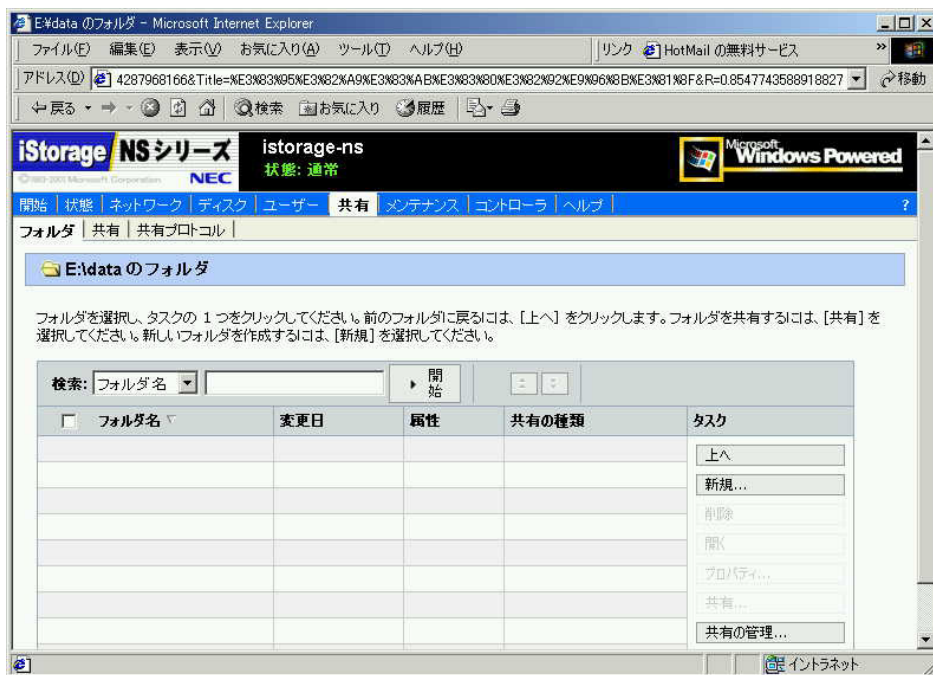 E:¥data のフォルダ - Microsoft Internet Explorer
ファイル(F) 編集(E) 表示(V) お気に入り(A) ツール(T) ヘルプ(H) リンク HotMail の無料サービス »
アドレス(D) 4287968166&Title=%E3%83%95%E3%82%A9%E3%83%AB%E3%83%80%E3%82%92%E9%96%8B%E3%81%8F&R=0.8547743588918827 移動
戻る 検索 お気に入り 履歴
iStorage NSシリーズ
NEC
istorage-ns
状態: 通常
Microsoft
Windows Powered
開始 状態 ネットワーク ディスク ユーザー 共有 メンテナンス コントローラ ヘルプ ?
フォルダ 共有 共有プロトコル
E:\data のフォルダ
フォルダを選択し、タスクの 1 つをクリックしてください。前のフォルダに戻るには、[上へ] をクリックします。フォルダを共有するには、[共有] を
選択してください。新しいフォルダを作成するには、[新規] を選択してください。
検索: フォルダ名 開始
フォルダ名 変更日 属性 共有の種類 タスク
上へ
新規...
削除
開く
プロパティ...
共有...
共有の管理...
イントラネット